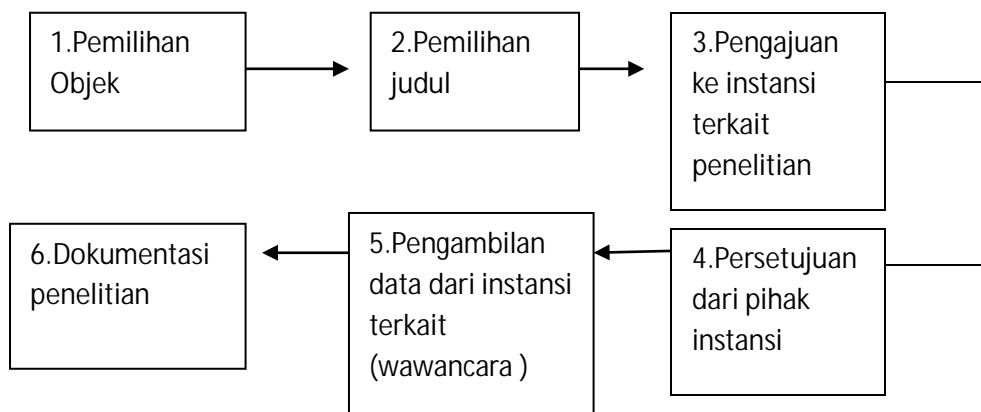 1.Pemilihan
Objek
2.Pemilihan
judul
3.Pengajuan
ke instansi
terkait
penelitian
4.Persetujuan
dari pihak
instansi
5.Pengambilan
data dari instansi
terkait
(wawancara )
6.Dokumentasi
penelitian